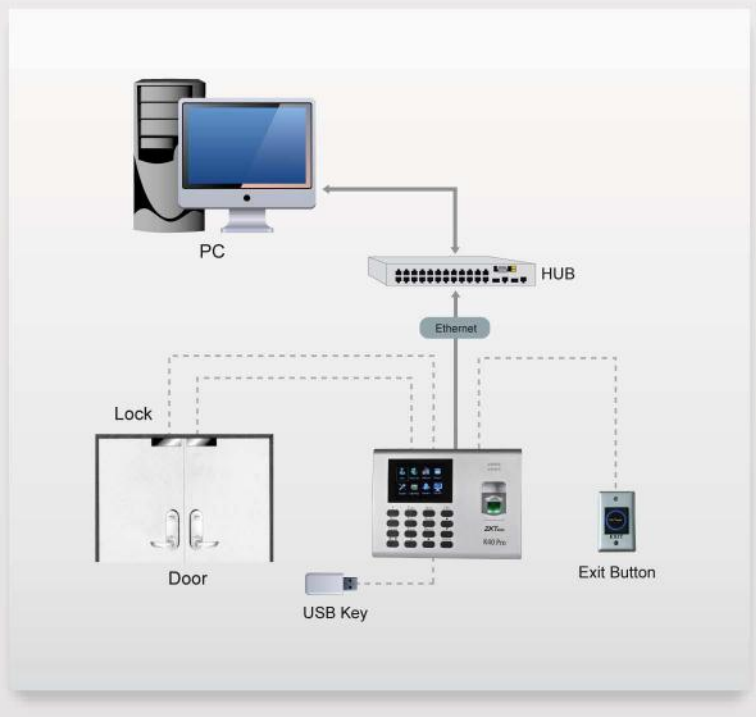 PC
HUB
Ethernet
Lock
ZKTeco
K40 Pro
EXIT
Door
USB Key
Exit Button